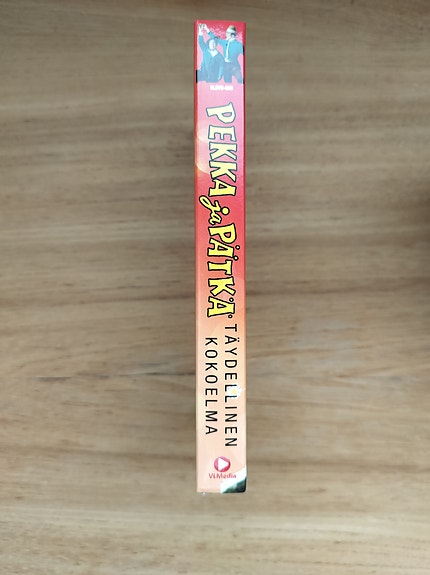 PEKKA ja PÄTKÄ
TÄYDELLINEN
KOKOELMA
VLMedia